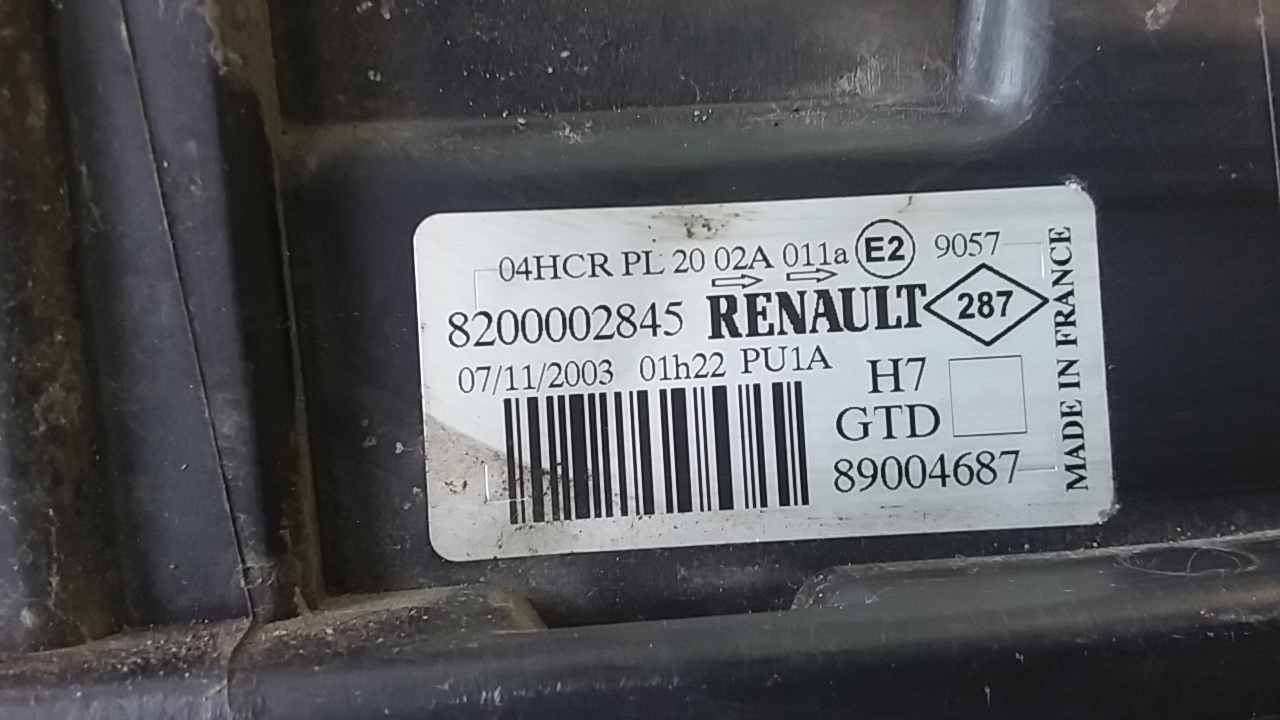 04HCR PL 20 02A 011a E2 9057
8200002845 RENAULT 287
07/11/2003 01h22 PU1A
H7
GTD
89004687
MADE IN FRANCE